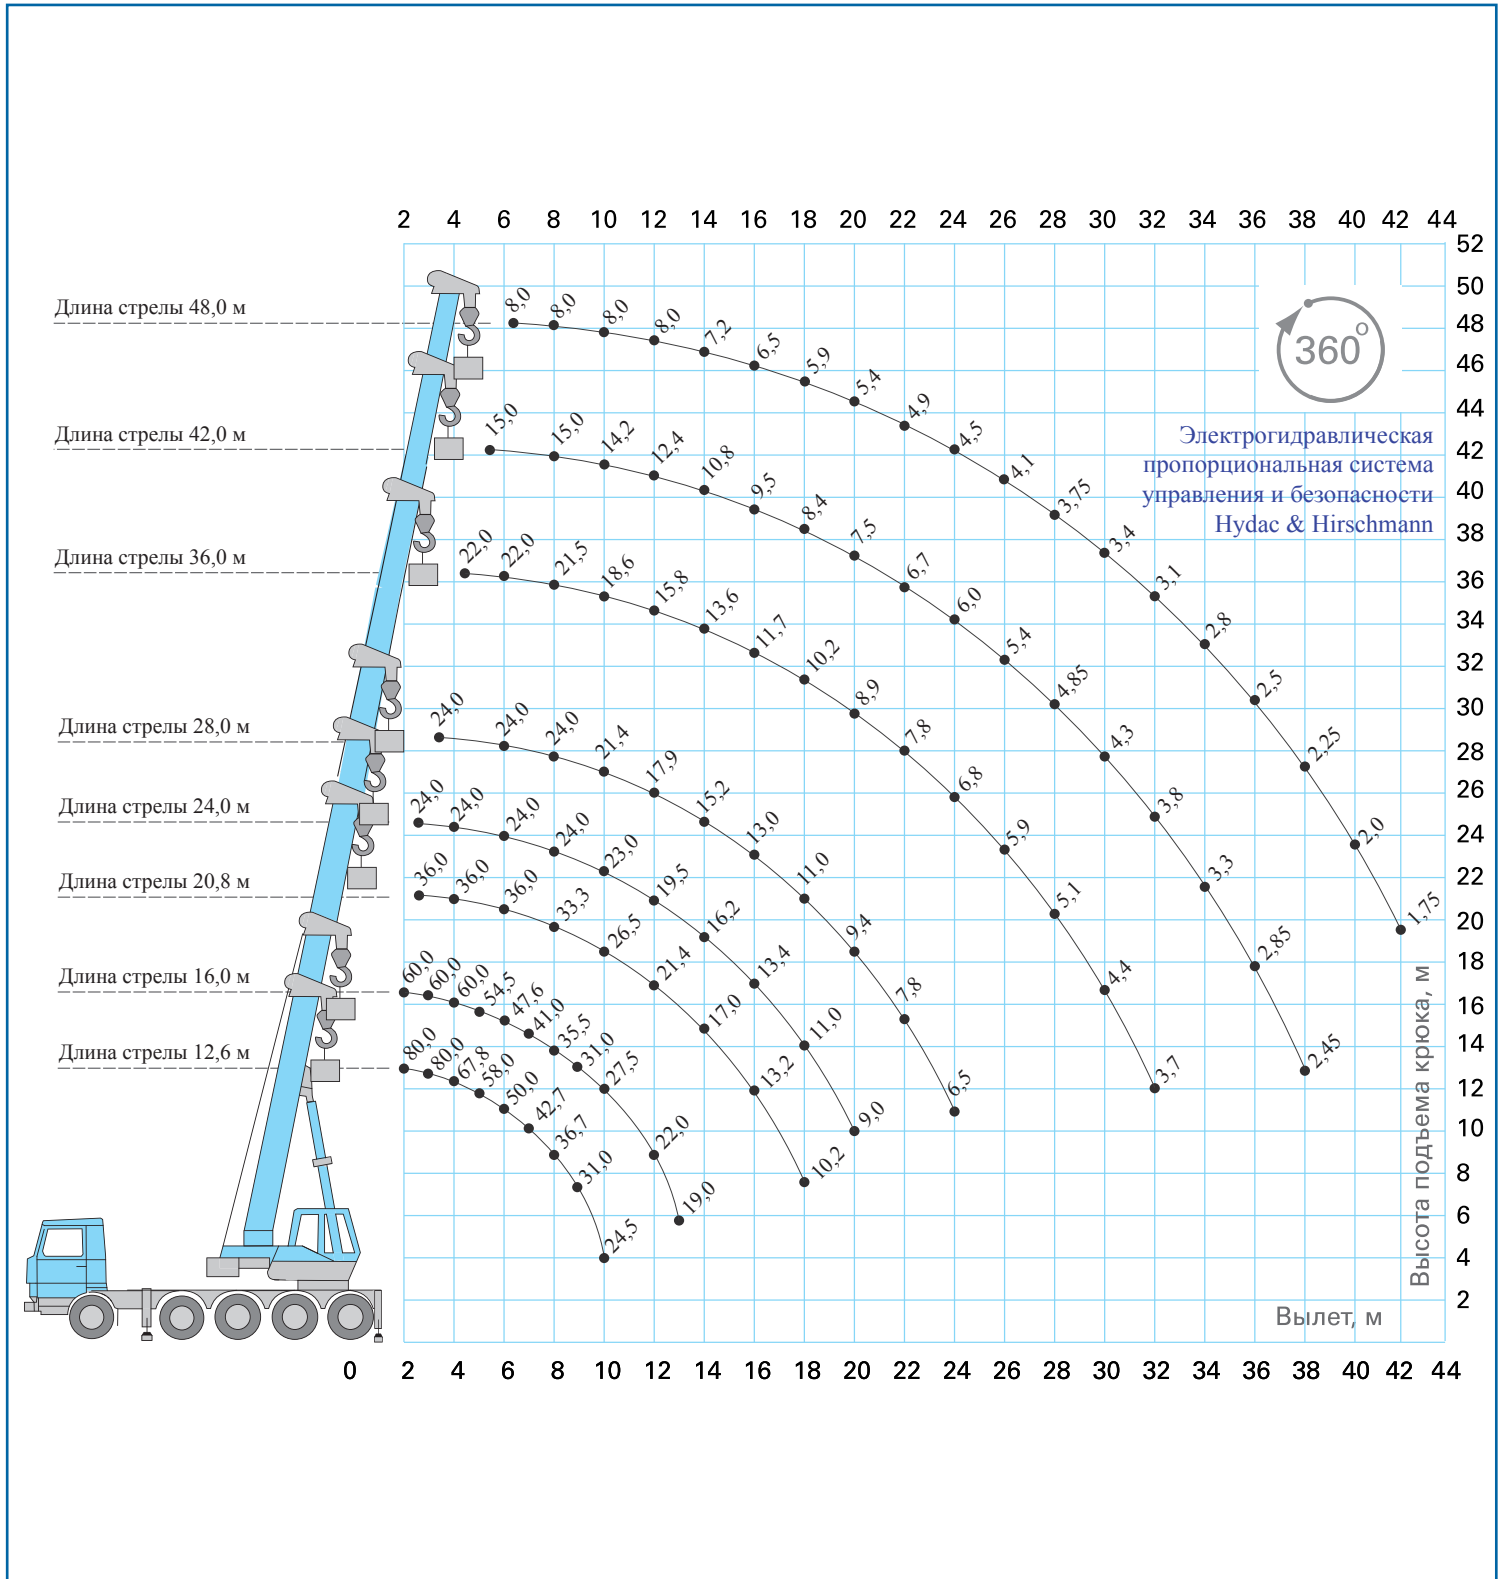 2 4 6 8 10 12 14 16 18 20 22 24 26 28 30 32 34 36 38 40 42 44
52
50
48
46
44
42
40
38
36
34
32
30
28
26
24
22
20
18
16
14
12
10
8
6
4
2
360°
Электрогидравлическая
пропорциональная система
управления и безопасности
Hydac & Hirschmann
Длина стрелы 48,0 м
8,0 8,0 8,0 8,0 7,2 6,5 5,9 5,4 4,9 4,5 4,1 3,75 3,4 3,1 2,8 2,5 2,25 2,0 1,75
Длина стрелы 42,0 м
15,0 15,0 14,2 12,4 10,8 9,5 8,4 7,5 6,7 6,0 5,4 4,85 4,3 3,8 3,3 2,85 2,45
Длина стрелы 36,0 м
22,0 22,0 21,5 18,6 15,8 13,6 11,7 10,2 8,9 7,8 6,8 5,9 5,1 4,4 3,7
Длина стрелы 28,0 м
24,0 24,0 24,0 21,4 17,9 15,2 13,0 11,0 9,4 7,8 6,5
Длина стрелы 24,0 м
24,0 24,0 24,0 24,0 23,0 19,5 16,2 13,4 11,0 9,0
Длина стрелы 20,8 м
36,0 36,0 36,0 33,3 26,5 21,4 17,0 13,2 10,2
Длина стрелы 16,0 м
60,0 60,0 60,0 54,5 47,6 41,0 35,5 31,0 27,5 22,0 19,0
Длина стрелы 12,6 м
80,0 80,0 67,8 58,0 50,0 42,7 36,7 31,0 24,5
Высота подъема крюка, м
Вылет, м
0 2 4 6 8 10 12 14 16 18 20 22 24 26 28 30 32 34 36 38 40 42 44